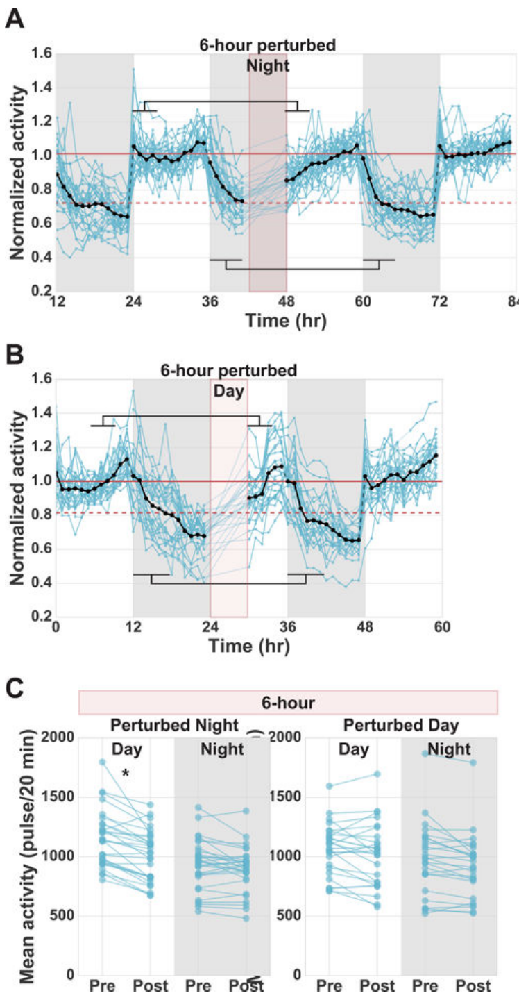 A
6-hour perturbed
Night
1.6
1.4
1.2
1.0
0.8
0.6
0.4
0.2
Normalized activity
12 24 36 48 60 72 84
Time (hr)
B
6-hour perturbed
Day
1.6
1.4
1.2
1.0
0.8
0.6
0.4
0.2
Normalized activity
0 12 24 36 48 60
Time (hr)
C
6-hour
Perturbed Night Perturbed Day
Day Night Day Night
*
2000 2000
1500 1500
1000 1000
500 500
0 0
Mean activity (pulse/20 min)
Pre Post Pre Post Pre Post Pre Post